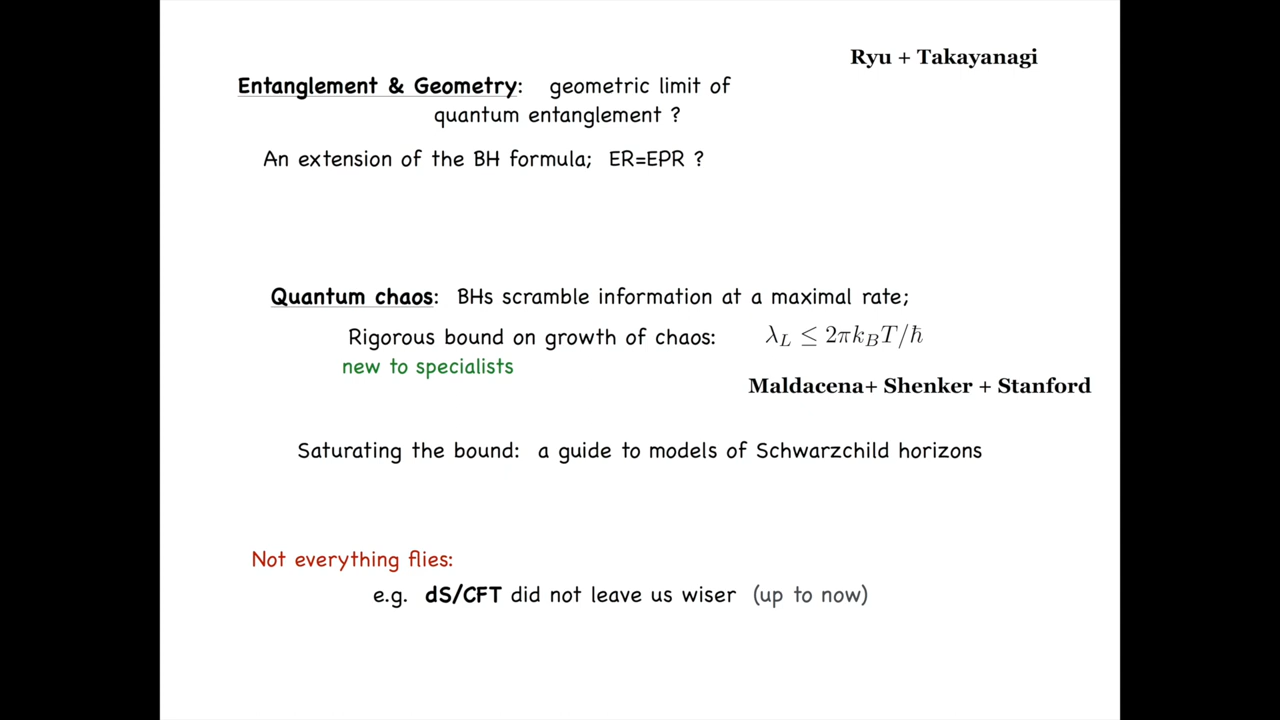 Ryu + Takayanagi
Entanglement & Geometry: geometric limit of
quantum entanglement ?
An extension of the BH formula; ER=EPR ?
Quantum chaos: BHs scramble information at a maximal rate;
Rigorous bound on growth of chaos: λ_L ≤ 2πk_BT/ℏ
new to specialists
Maldacena+ Shenker + Stanford
Saturating the bound: a guide to models of Schwarzchild horizons
Not everything flies:
e.g. dS/CFT did not leave us wiser (up to now)